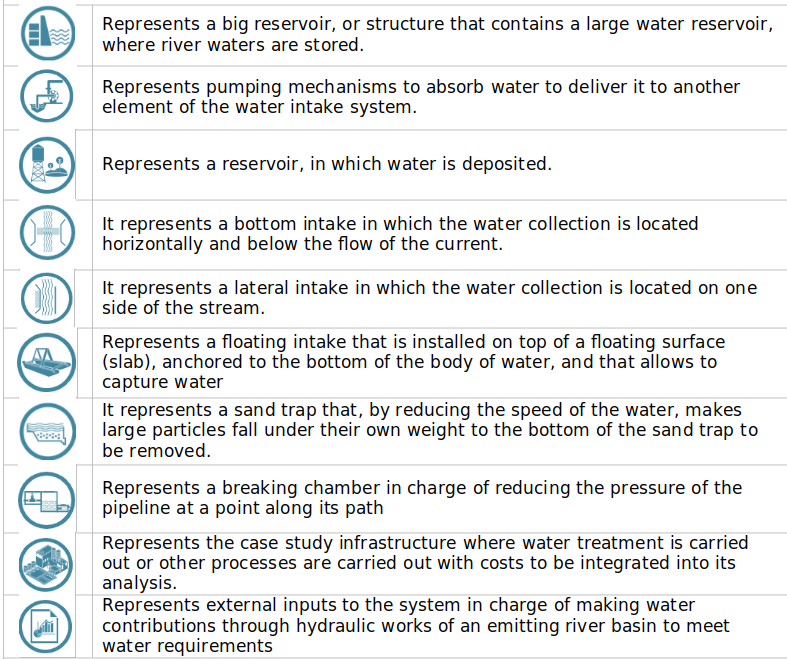 Represents a big reservoir, or structure that contains a large water reservoir,
where river waters are stored.
Represents pumping mechanisms to absorb water to deliver it to another
element of the water intake system.
Represents a reservoir, in which water is deposited.
It represents a bottom intake in which the water collection is located
horizontally and below the flow of the current.
It represents a lateral intake in which the water collection is located on one
side of the stream.
Represents a floating intake that is installed on top of a floating surface
(slab), anchored to the bottom of the body of water, and that allows to
capture water
It represents a sand trap that, by reducing the speed of the water, makes
large particles fall under their own weight to the bottom of the sand trap to
be removed.
Represents a breaking chamber in charge of reducing the pressure of the
pipeline at a point along its path
Represents the case study infrastructure where water treatment is carried
out or other processes are carried out with costs to be integrated into its
analysis.
Represents external inputs to the system in charge of making water
contributions through hydraulic works of an emitting river basin to meet
water requirements